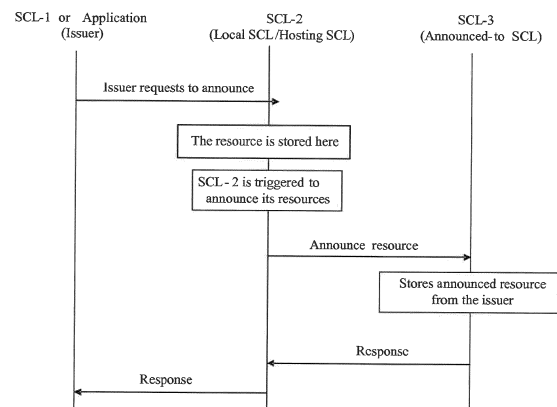 SCL-1 or Application
(Issuer)
SCL-2
(Local SCL/Hosting SCL)
SCL-3
(Announced-to SCL)
Issuer requests to announce
The resource is stored here
SCL-2 is triggered to
announce its resources
Announce resource
Stores announced resource
from the issuer
Response
Response